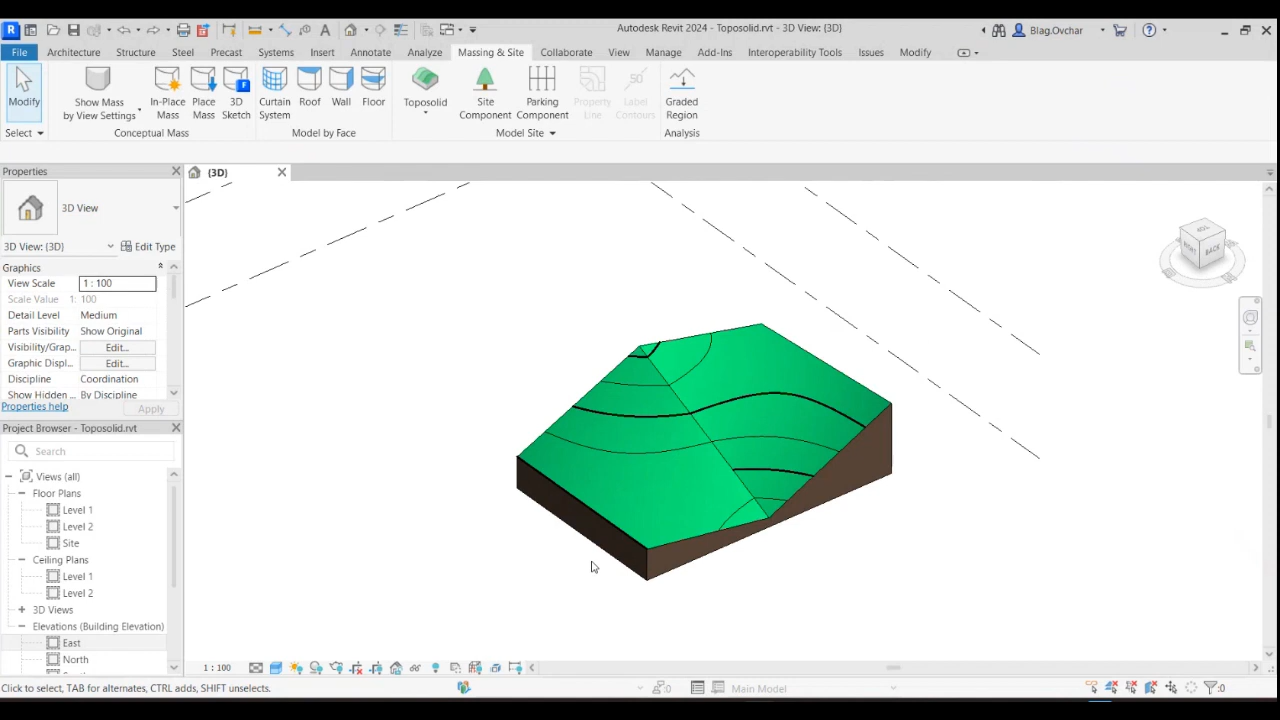 Autodesk Revit 2024 - Toposolid.rvt - 3D View: {3D}
Blag.Ovchar
File Architecture Structure Steel Precast Systems Insert Annotate Analyze Massing & Site Collaborate View Manage Add-Ins Interoperability Tools Issues Modify
Modify
Show Mass
by View Settings
In-Place
Mass
Place
Mass
3D
Sketch
Curtain
System
Roof
Wall
Floor
Toposolid
Site
Component
Parking
Component
Property
Line
Label
Contours
Graded
Region
Select
Conceptual Mass
Model by Face
Model Site
Analysis
Properties
3D View
3D View: {3D}
Edit Type
Graphics
View Scale 1 : 100
Scale Value 1: 100
Detail Level Medium
Parts Visibility Show Original
Visibility/Grap... Edit...
Graphic Displ... Edit...
Discipline Coordination
Show Hidden By Discipline
Properties help
Apply
Project Browser - Toposolid.rvt
Search
Views (all)
Floor Plans
Level 1
Level 2
Site
Ceiling Plans
Level 1
Level 2
3D Views
Elevations (Building Elevation)
East
North
{3D}
BACK
1 : 100
Click to select, TAB for alternates, CTRL adds, SHIFT unselects.
:0
Main Model
:0